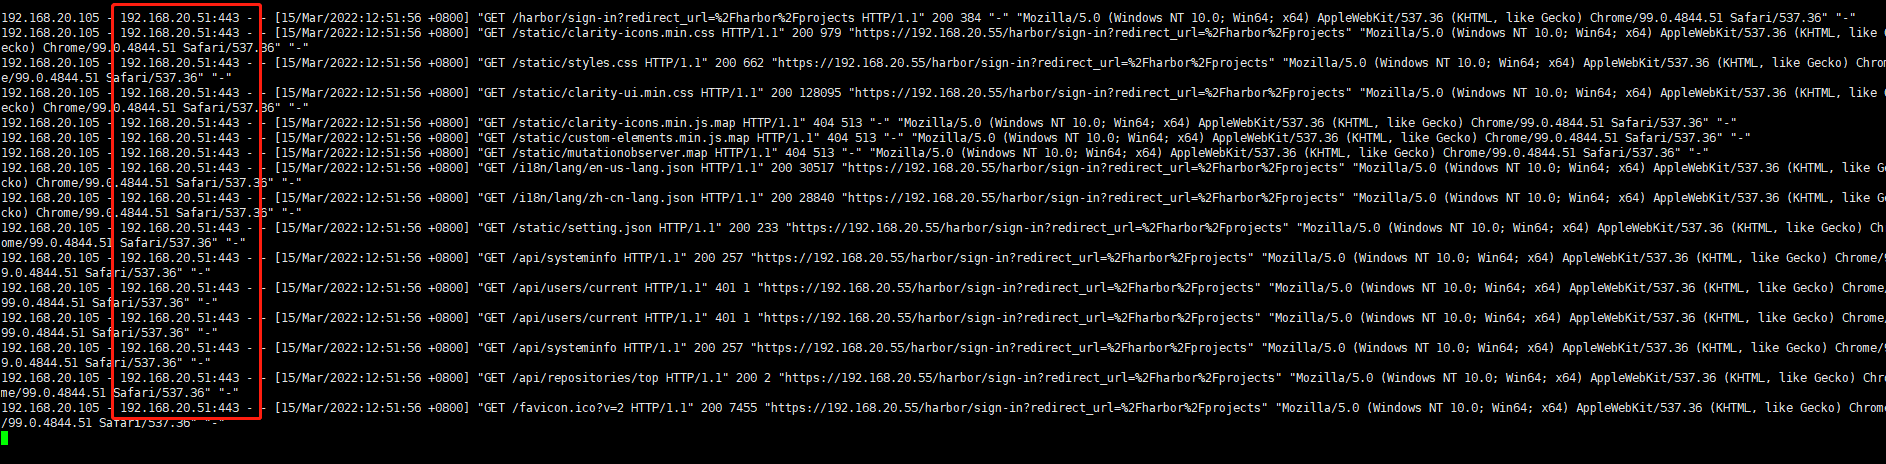 192.168.20.105 - 192.168.20.51:443 - - [15/Mar/2022:12:51:56 +0800] "GET /harbor/sign-in?redirect_url=%2Fharbor%2Fprojects HTTP/1.1" 200 384 "-" "Mozilla/5.0 (Windows NT 10.0; Win64; x64) AppleWebKit/537.36 (KHTML, like Gecko) Chrome/99.0.4844.51 Safari/537.36" "-"
192.168.20.105 - 192.168.20.51:443 - - [15/Mar/2022:12:51:56 +0800] "GET /static/clarity-icons.min.css HTTP/1.1" 200 979 "https://192.168.20.55/harbor/sign-in?redirect_url=%2Fharbor%2Fprojects" "Mozilla/5.0 (Windows NT 10.0; Win64; x64) AppleWebKit/537.36 (KHTML, like G
ecko) Chrome/99.0.4844.51 Safari/537.36" "-"
192.168.20.105 - 192.168.20.51:443 - - [15/Mar/2022:12:51:56 +0800] "GET /static/styles.css HTTP/1.1" 200 662 "https://192.168.20.55/harbor/sign-in?redirect_url=%2Fharbor%2Fprojects" "Mozilla/5.0 (Windows NT 10.0; Win64; x64) AppleWebKit/537.36 (KHTML, like Gecko) Chrom
e/99.0.4844.51 Safari/537.36" "-"
192.168.20.105 - 192.168.20.51:443 - - [15/Mar/2022:12:51:56 +0800] "GET /static/clarity-ui.min.css HTTP/1.1" 200 128095 "https://192.168.20.55/harbor/sign-in?redirect_url=%2Fharbor%2Fprojects" "Mozilla/5.0 (Windows NT 10.0; Win64; x64) AppleWebKit/537.36 (KHTML, like G
ecko) Chrome/99.0.4844.51 Safari/537.36" "-"
192.168.20.105 - 192.168.20.51:443 - - [15/Mar/2022:12:51:56 +0800] "GET /static/clarity-icons.min.js.map HTTP/1.1" 404 513 "-" "Mozilla/5.0 (Windows NT 10.0; Win64; x64) AppleWebKit/537.36 (KHTML, like Gecko) Chrome/99.0.4844.51 Safari/537.36" "-"
192.168.20.105 - 192.168.20.51:443 - - [15/Mar/2022:12:51:56 +0800] "GET /static/custom-elements.min.js.map HTTP/1.1" 404 513 "-" "Mozilla/5.0 (Windows NT 10.0; Win64; x64) AppleWebKit/537.36 (KHTML, like Gecko) Chrome/99.0.4844.51 Safari/537.36" "-"
192.168.20.105 - 192.168.20.51:443 - - [15/Mar/2022:12:51:56 +0800] "GET /static/mutationobserver.map HTTP/1.1" 404 513 "-" "Mozilla/5.0 (Windows NT 10.0; Win64; x64) AppleWebKit/537.36 (KHTML, like Gecko) Chrome/99.0.4844.51 Safari/537.36" "-"
192.168.20.105 - 192.168.20.51:443 - - [15/Mar/2022:12:51:56 +0800] "GET /i18n/lang/en-us-lang.json HTTP/1.1" 200 30517 "https://192.168.20.55/harbor/sign-in?redirect_url=%2Fharbor%2Fprojects" "Mozilla/5.0 (Windows NT 10.0; Win64; x64) AppleWebKit/537.36 (KHTML, like Ge
cko) Chrome/99.0.4844.51 Safari/537.36" "-"
192.168.20.105 - 192.168.20.51:443 - - [15/Mar/2022:12:51:56 +0800] "GET /i18n/lang/zh-cn-lang.json HTTP/1.1" 200 28840 "https://192.168.20.55/harbor/sign-in?redirect_url=%2Fharbor%2Fprojects" "Mozilla/5.0 (Windows NT 10.0; Win64; x64) AppleWebKit/537.36 (KHTML, like Ge
cko) Chrome/99.0.4844.51 Safari/537.36" "-"
192.168.20.105 - 192.168.20.51:443 - - [15/Mar/2022:12:51:56 +0800] "GET /static/setting.json HTTP/1.1" 200 233 "https://192.168.20.55/harbor/sign-in?redirect_url=%2Fharbor%2Fprojects" "Mozilla/5.0 (Windows NT 10.0; Win64; x64) AppleWebKit/537.36 (KHTML, like Gecko) Chr
ome/99.0.4844.51 Safari/537.36" "-"
192.168.20.105 - 192.168.20.51:443 - - [15/Mar/2022:12:51:56 +0800] "GET /api/systeminfo HTTP/1.1" 200 257 "https://192.168.20.55/harbor/sign-in?redirect_url=%2Fharbor%2Fprojects" "Mozilla/5.0 (Windows NT 10.0; Win64; x64) AppleWebKit/537.36 (KHTML, like Gecko) Chrome/9
9.0.4844.51 Safari/537.36" "-"
192.168.20.105 - 192.168.20.51:443 - - [15/Mar/2022:12:51:56 +0800] "GET /api/users/current HTTP/1.1" 401 1 "https://192.168.20.55/harbor/sign-in?redirect_url=%2Fharbor%2Fprojects" "Mozilla/5.0 (Windows NT 10.0; Win64; x64) AppleWebKit/537.36 (KHTML, like Gecko) Chrome/
99.0.4844.51 Safari/537.36" "-"
192.168.20.105 - 192.168.20.51:443 - - [15/Mar/2022:12:51:56 +0800] "GET /api/users/current HTTP/1.1" 401 1 "https://192.168.20.55/harbor/sign-in?redirect_url=%2Fharbor%2Fprojects" "Mozilla/5.0 (Windows NT 10.0; Win64; x64) AppleWebKit/537.36 (KHTML, like Gecko) Chrome/
99.0.4844.51 Safari/537.36" "-"
192.168.20.105 - 192.168.20.51:443 - - [15/Mar/2022:12:51:56 +0800] "GET /api/systeminfo HTTP/1.1" 200 257 "https://192.168.20.55/harbor/sign-in?redirect_url=%2Fharbor%2Fprojects" "Mozilla/5.0 (Windows NT 10.0; Win64; x64) AppleWebKit/537.36 (KHTML, like Gecko) Chrome/9
9.0.4844.51 Safari/537.36" "-"
192.168.20.105 - 192.168.20.51:443 - - [15/Mar/2022:12:51:56 +0800] "GET /api/repositories/top HTTP/1.1" 200 2 "https://192.168.20.55/harbor/sign-in?redirect_url=%2Fharbor%2Fprojects" "Mozilla/5.0 (Windows NT 10.0; Win64; x64) AppleWebKit/537.36 (KHTML, like Gecko) Chro
me/99.0.4844.51 Safari/537.36" "-"
192.168.20.105 - 192.168.20.51:443 - - [15/Mar/2022:12:51:56 +0800] "GET /favicon.ico?v=2 HTTP/1.1" 200 7455 "https://192.168.20.55/harbor/sign-in?redirect_url=%2Fharbor%2Fprojects" "Mozilla/5.0 (Windows NT 10.0; Win64; x64) AppleWebKit/537.36 (KHTML, like Gecko) Chrome
/99.0.4844.51 Safari/537.36" "-"